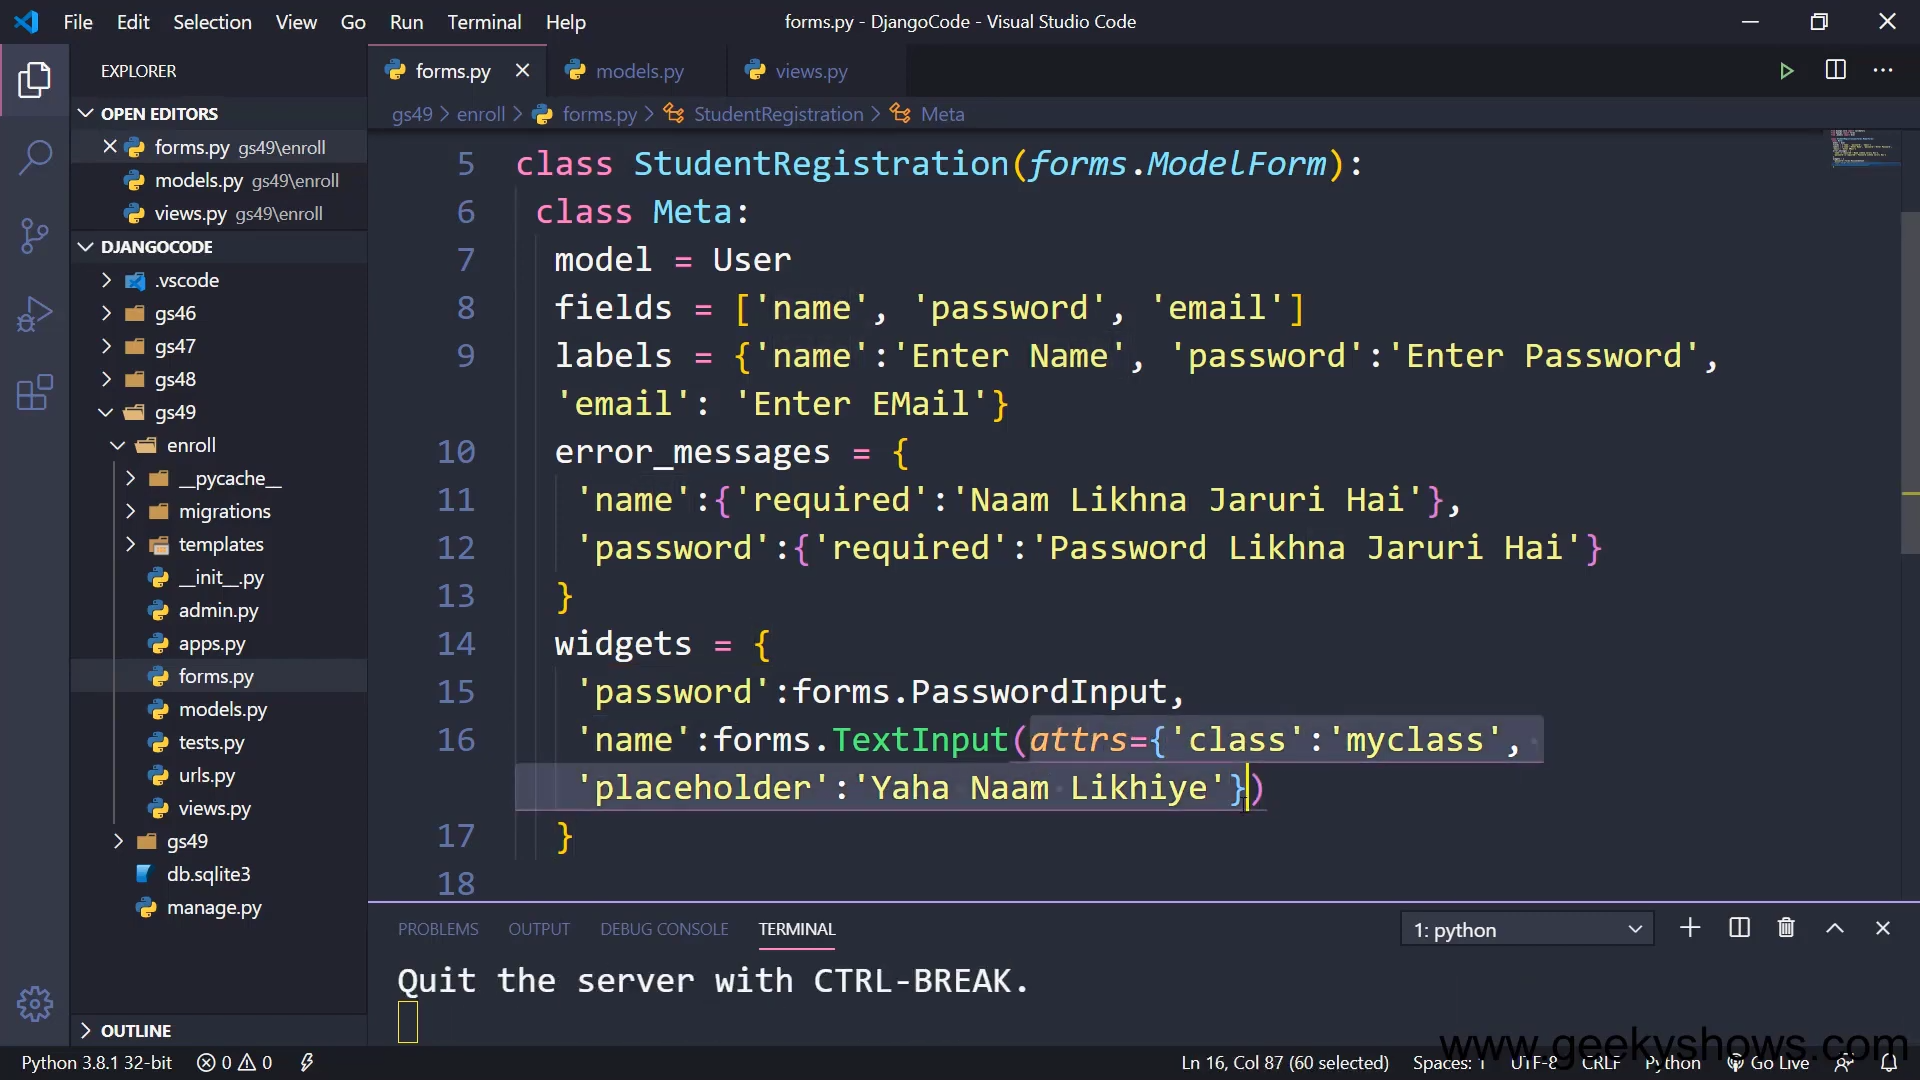 File Edit Selection View Go Run Terminal Help forms.py - DjangoCode - Visual Studio Code
EXPLORER
forms.py models.py views.py
gs49 > enroll > forms.py > StudentRegistration > Meta
OPEN EDITORS
forms.py gs49\enroll
models.py gs49\enroll
views.py gs49\enroll
DJANGOCODE
.vscode
gs46
gs47
gs48
gs49
enroll
__pycache__
migrations
templates
__init__.py
admin.py
apps.py
forms.py
models.py
tests.py
urls.py
views.py
gs49
db.sqlite3
manage.py
OUTLINE
5 class StudentRegistration(forms.ModelForm):
6 class Meta:
7 model = User
8 fields = ['name', 'password', 'email']
9 labels = {'name':'Enter Name', 'password':'Enter Password',
'email': 'Enter EMail'}
10 error_messages = {
11 'name':{'required':'Naam Likhna Jaruri Hai'},
12 'password':{'required':'Password Likhna Jaruri Hai'}
13 }
14 widgets = {
15 'password':forms.PasswordInput,
16 'name':forms.TextInput(attrs={'class':'myclass',
'placeholder':'Yaha Naam Likhiye'})
17 }
18
PROBLEMS OUTPUT DEBUG CONSOLE TERMINAL 1: python
Quit the server with CTRL-BREAK.
www.geekyshows.com
Python 3.8.1 32-bit 0 0 Ln 16, Col 87 (60 selected) Spaces: 1 UTF-8 CRLF Python Go Live